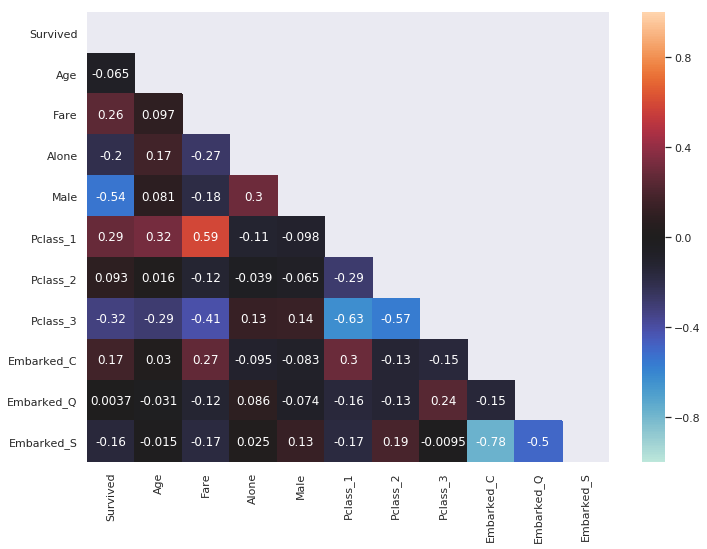 Survived
Age -0.065
Fare 0.26 0.097
Alone -0.2 0.17 -0.27
Male -0.54 0.081 -0.18 0.3
Pclass_1 0.29 0.32 0.59 -0.11 -0.098
Pclass_2 0.093 0.016 -0.12 -0.039 -0.065 -0.29
Pclass_3 -0.32 -0.29 -0.41 0.13 0.14 -0.63 -0.57
Embarked_C 0.17 0.03 0.27 -0.095 -0.083 0.3 -0.13 -0.15
Embarked_Q 0.0037 -0.031 -0.12 0.086 -0.074 -0.16 -0.13 0.24 -0.15
Embarked_S -0.16 -0.015 -0.17 0.025 0.13 -0.17 0.19 -0.0095 -0.78 -0.5
Survived Age Fare Alone Male Pclass_1 Pclass_2 Pclass_3 Embarked_C Embarked_Q Embarked_S
0.8
0.4
0.0
−0.4
−0.8